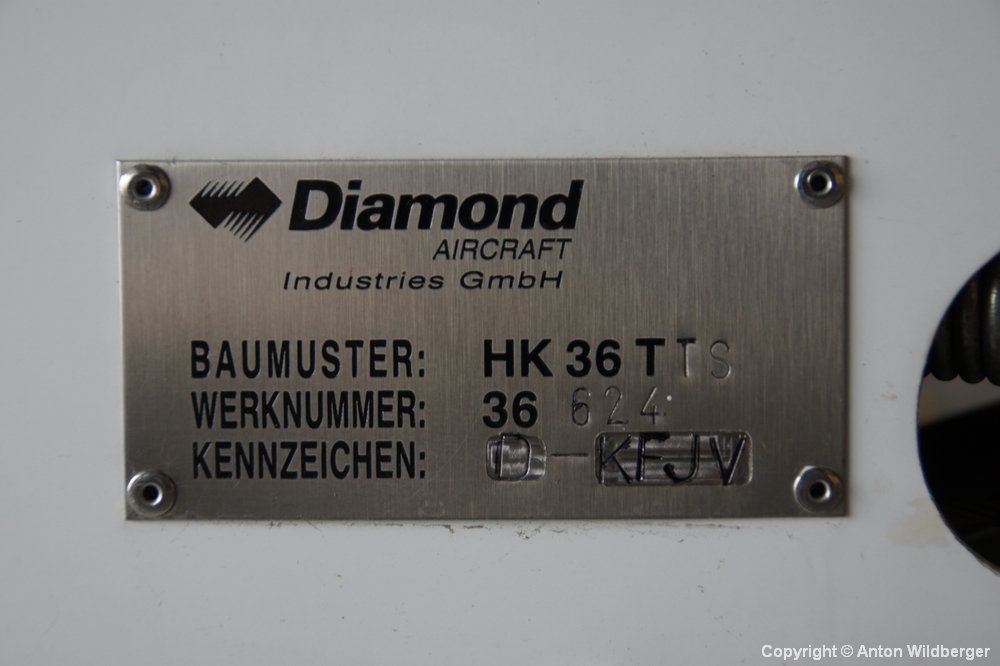 Diamond
AIRCRAFT
Industries GmbH
BAUMUSTER: HK 36 TTS
WERKNUMMER: 36 624
KENNZEICHEN: D-KFJV
Copyright © Anton Wildberger